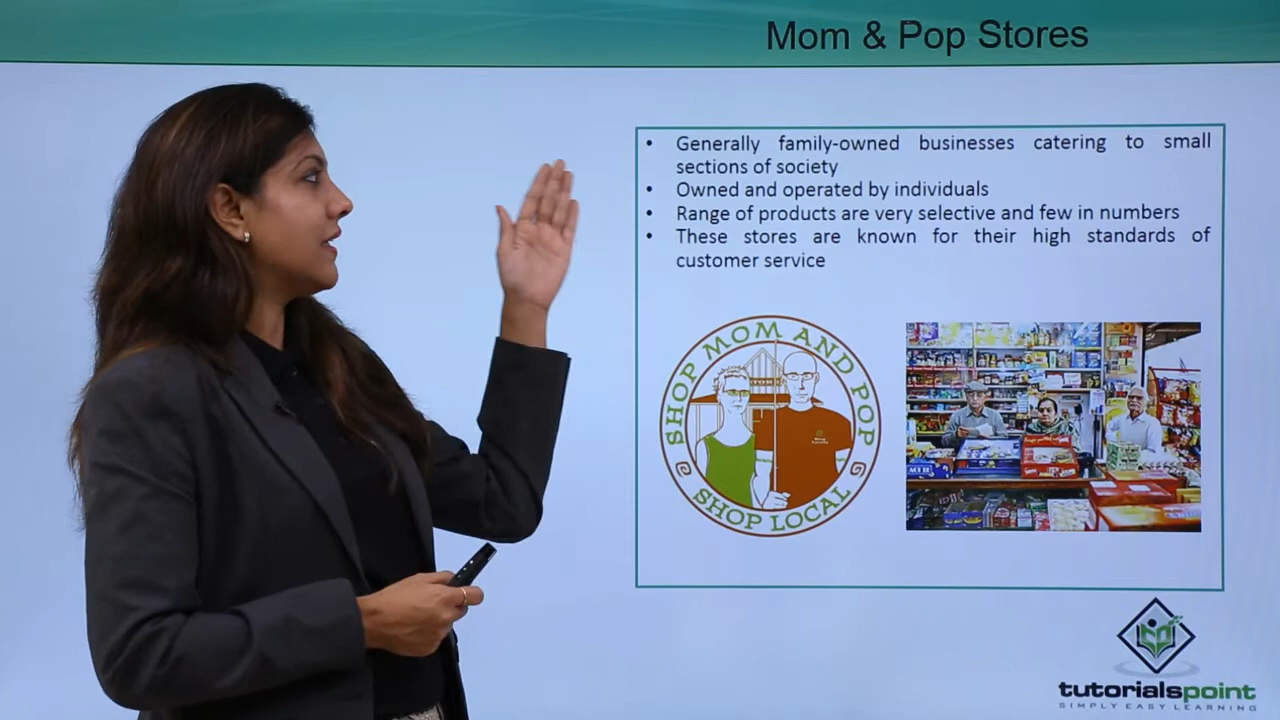 Mom & Pop Stores
• Generally family-owned businesses catering to small
sections of society
• Owned and operated by individuals
• Range of products are very selective and few in numbers
• These stores are known for their high standards of
customer service
SHOP MOM AND POP
SHOP LOCAL
tutorialspoint
SIMPLY EASY LEARNING